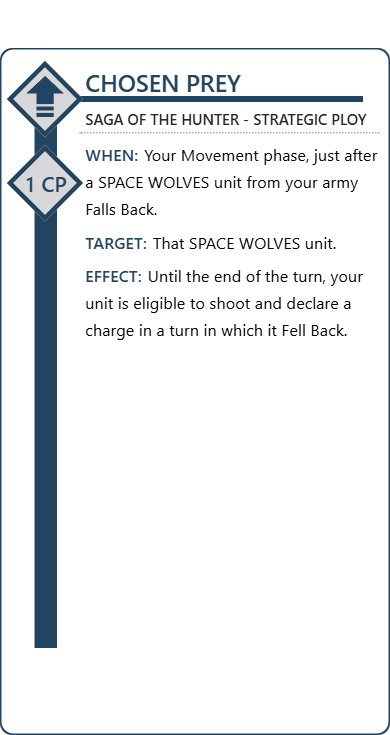 CHOSEN PREY
SAGA OF THE HUNTER - STRATEGIC PLOY
WHEN: Your Movement phase, just after
1 CP
a SPACE WOLVES unit from your army
Falls Back.
TARGET: That SPACE WOLVES unit.
EFFECT: Until the end of the turn, your
unit is eligible to shoot and declare a
charge in a turn in which it Fell Back.